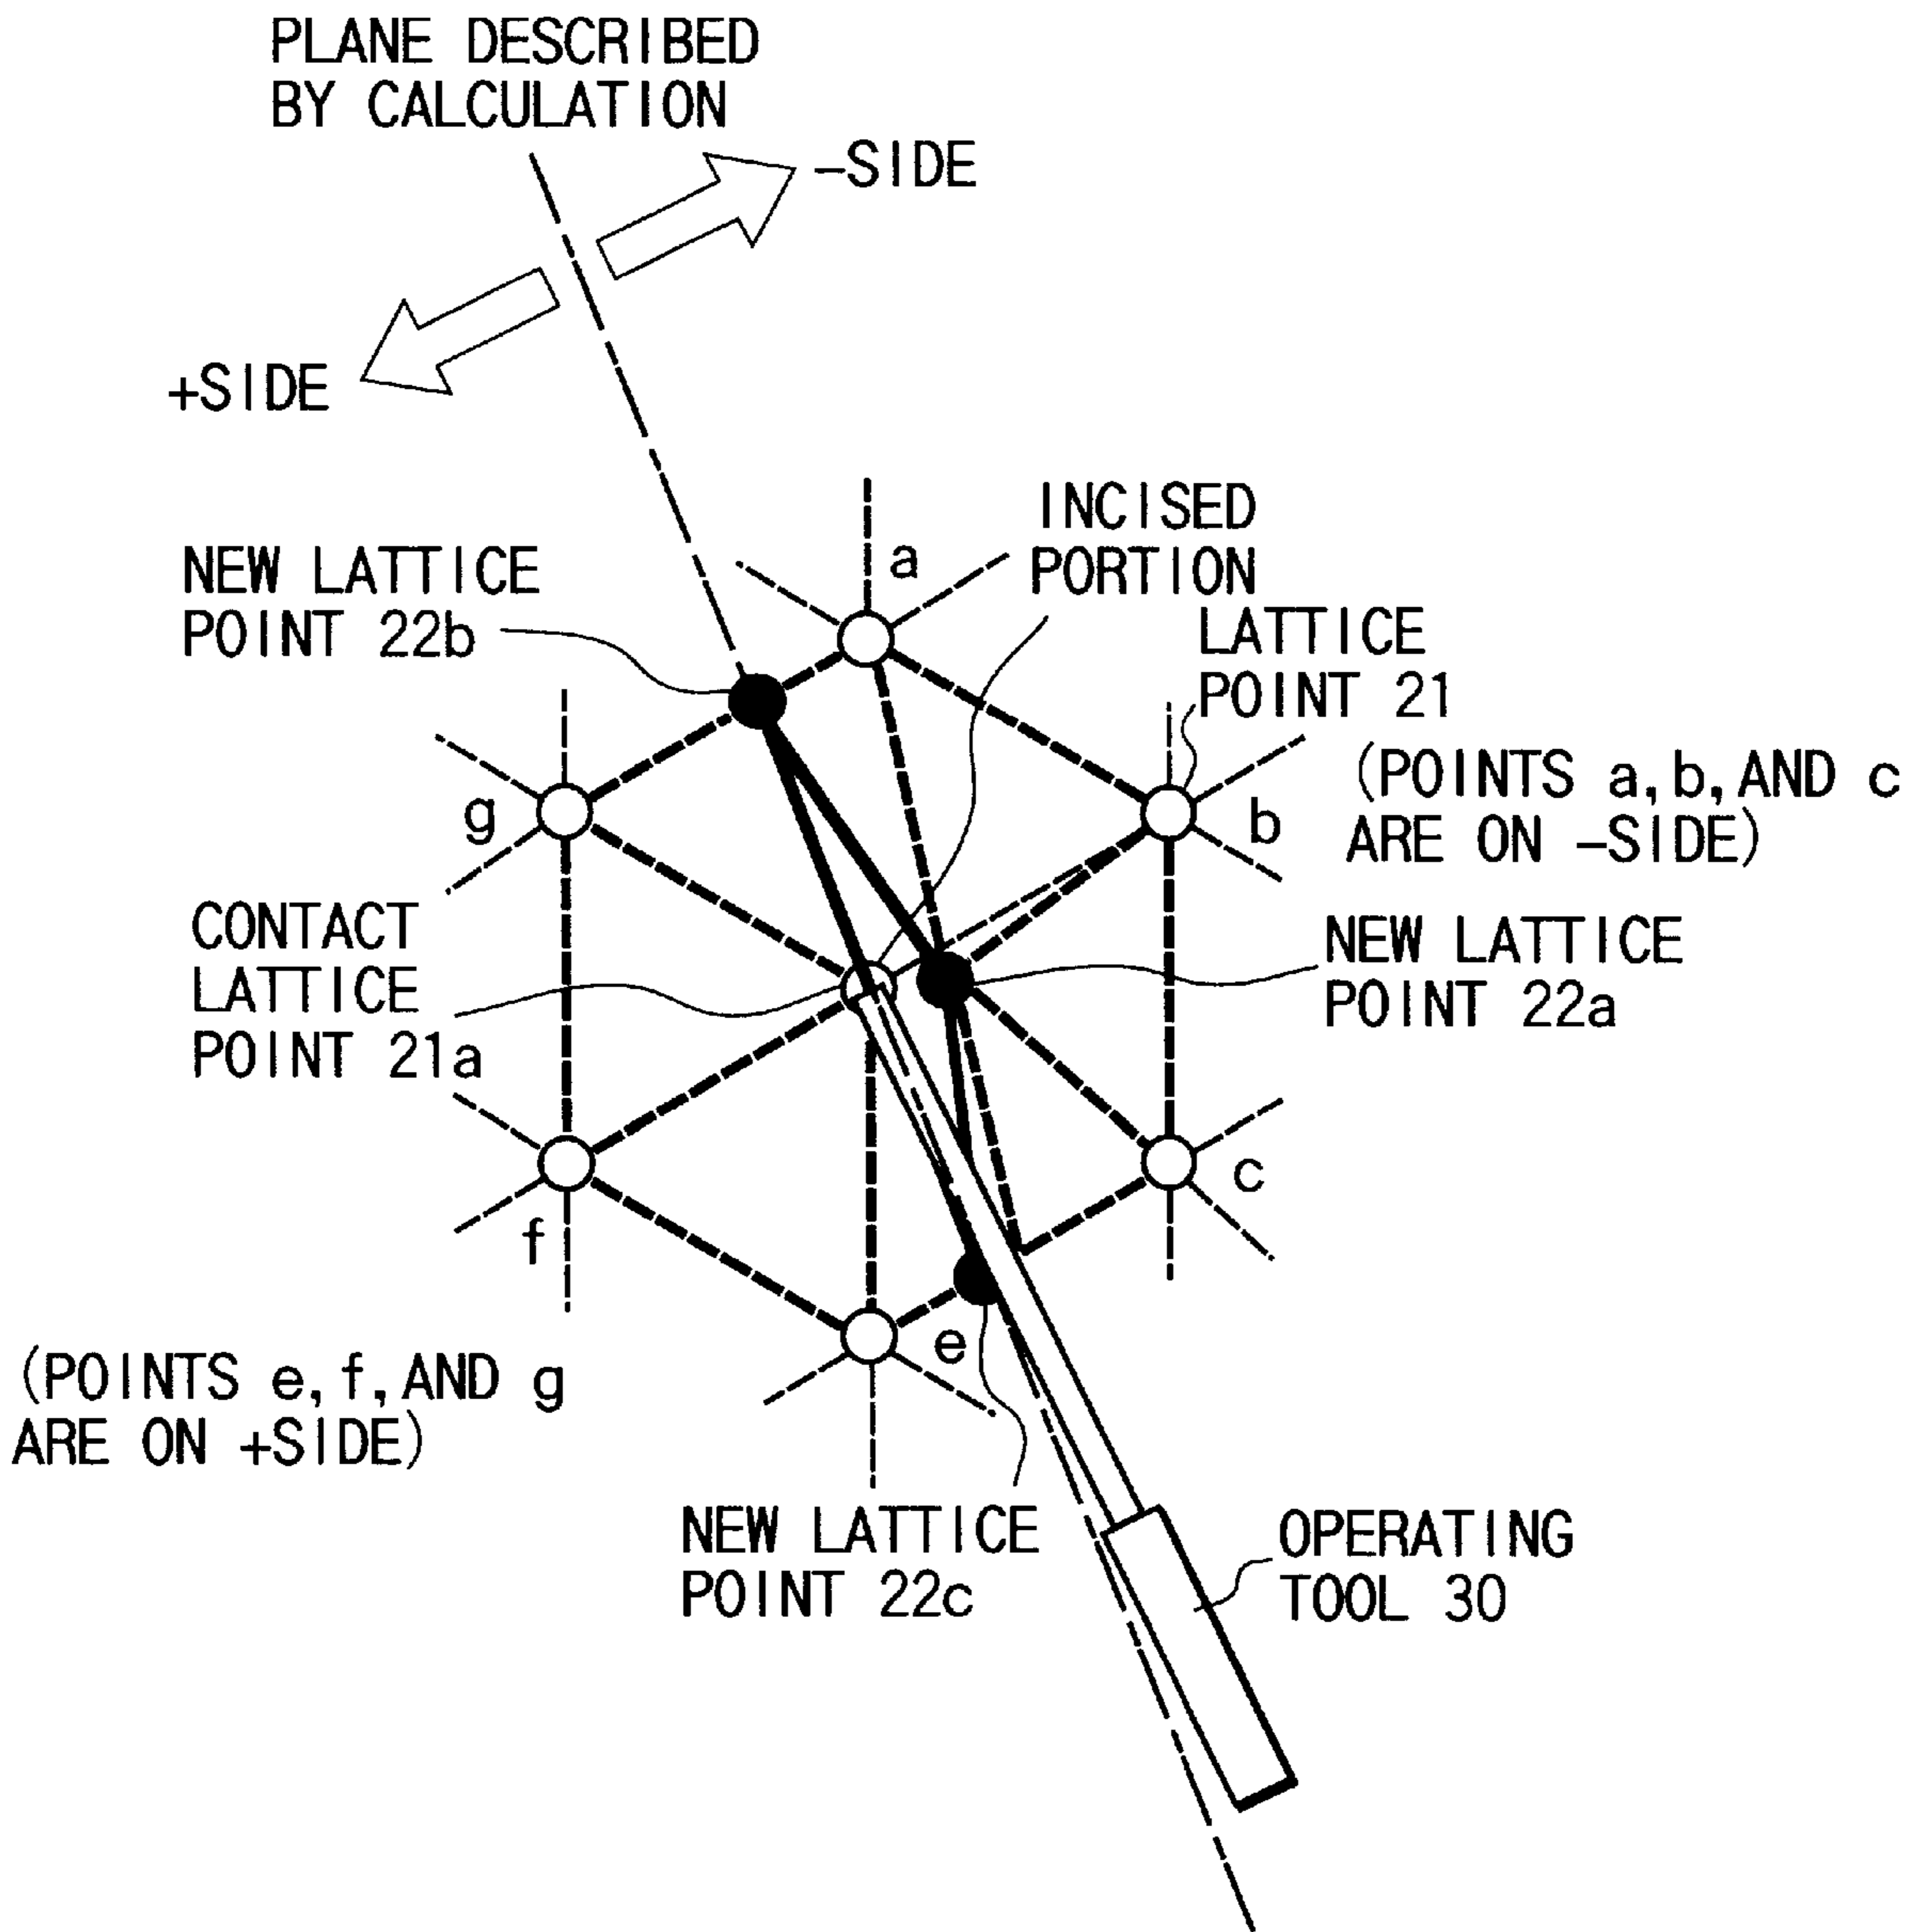 PLANE DESCRIBED
BY CALCULATION
-SIDE
+SIDE
INCISED
PORTION
a
NEW LATTICE
POINT 22b
LATTICE
POINT 21
(POINTS a, b, AND c
ARE ON -SIDE)
g
b
CONTACT
LATTICE
POINT 21a
NEW LATTICE
POINT 22a
c
f
e
(POINTS e, f, AND g
ARE ON +SIDE)
NEW LATTICE
POINT 22c
OPERATING
TOOL 30